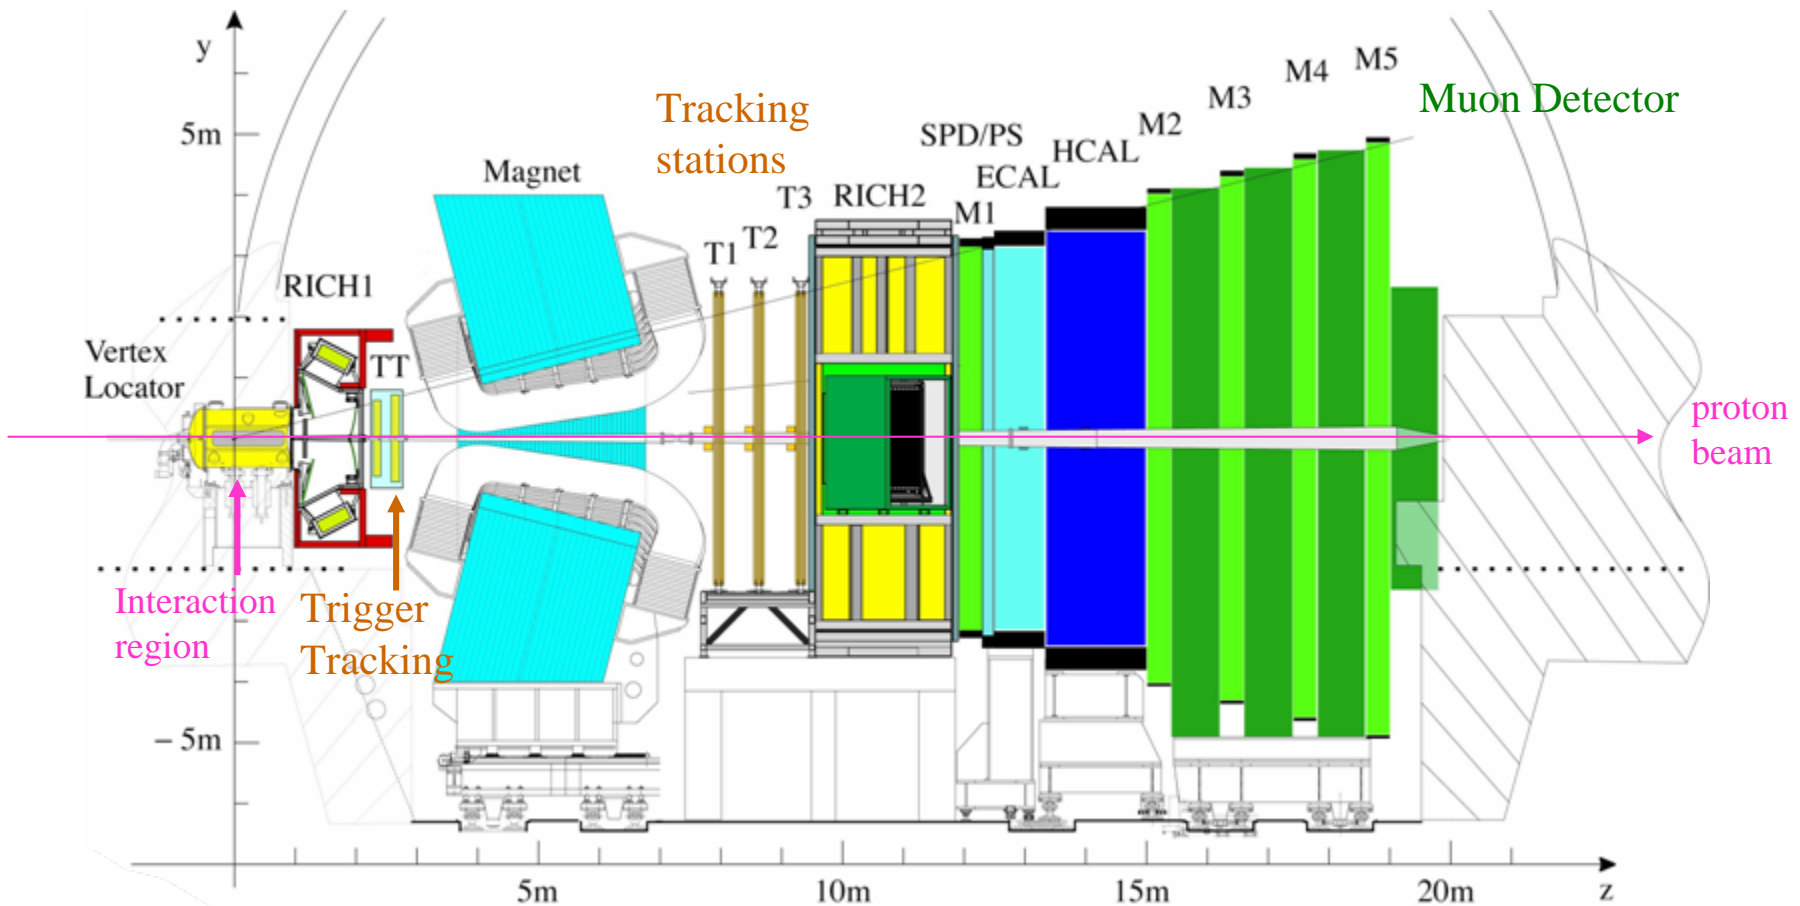 y
5m
Tracking
stations
M5
M4
M3
M2
Muon Detector
SPD/PS
HCAL
ECAL
Magnet
T3
RICH2
M1
T2
T1
RICH1
Vertex
Locator
TT
proton
beam
Interaction
region
Trigger
Tracking
− 5m
5m
10m
15m
20m
z